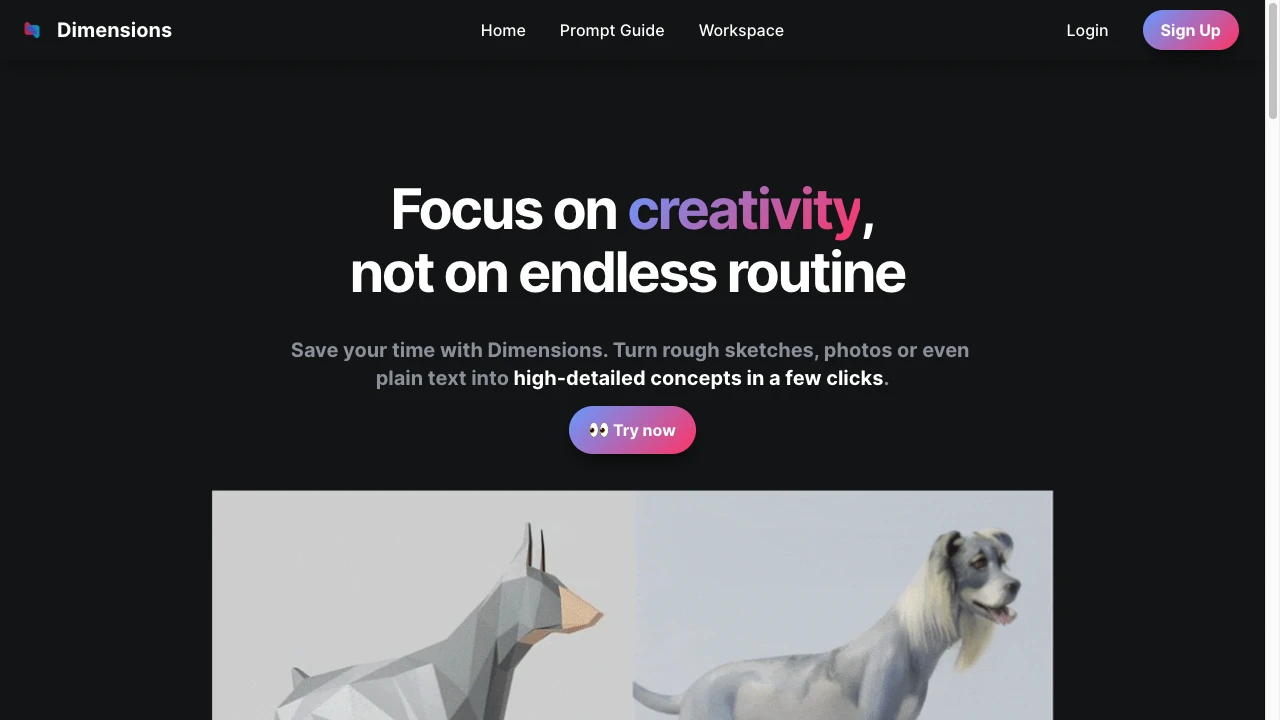 Dimensions
Home
Prompt Guide
Workspace
Login
Sign Up
Focus on creativity,
not on endless routine
Save your time with Dimensions. Turn rough sketches, photos or even
plain text into high-detailed concepts in a few clicks.
👀 Try now